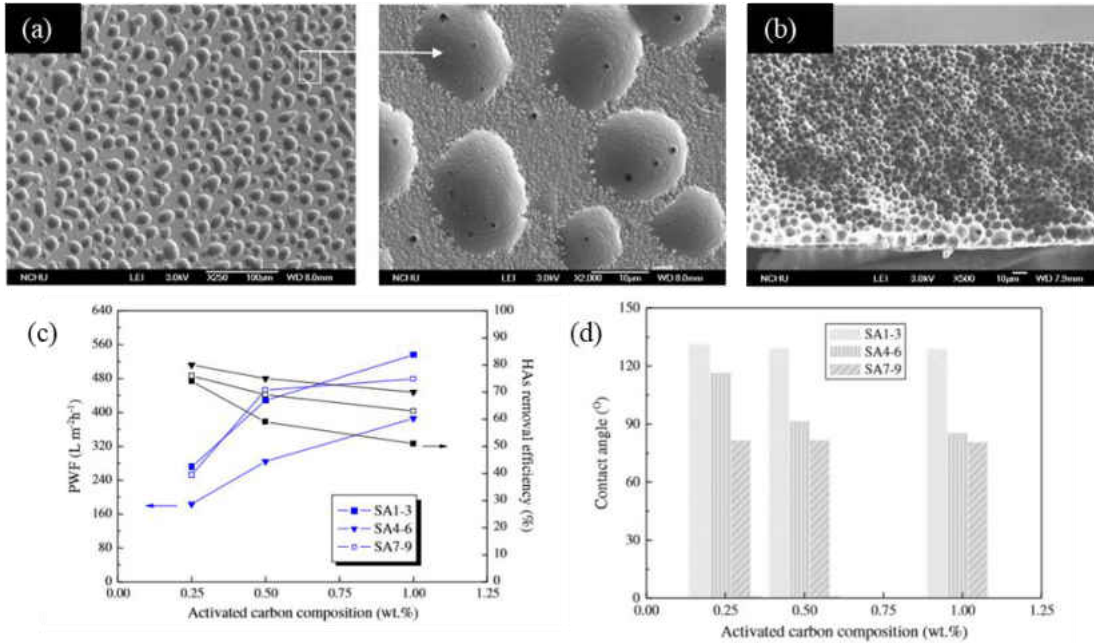 (a)
NCHU LEI 3.0kV X250 100µm WD 8.0mm
NCHU LEI 3.0kV X2,000 10µm WD 8.0mm
(b)
NCHU LEI 3.0kV X500 10µm WD 7.9mm
(c)
640
560
480
400
320
240
160
80
0
PWF (L m⁻²h⁻¹)
100
90
80
70
60
50
40
30
20
10
0
HAs removal efficiency (%)
SA1-3
SA4-6
SA7-9
0.00 0.25 0.50 0.75 1.00 1.25
Activated carbon composition (wt.%)
(d)
150
120
90
60
30
0
Contact angle (°)
SA1-3
SA4-6
SA7-9
0.00 0.25 0.50 0.75 1.00 1.25
Activated carbon composition (wt.%)